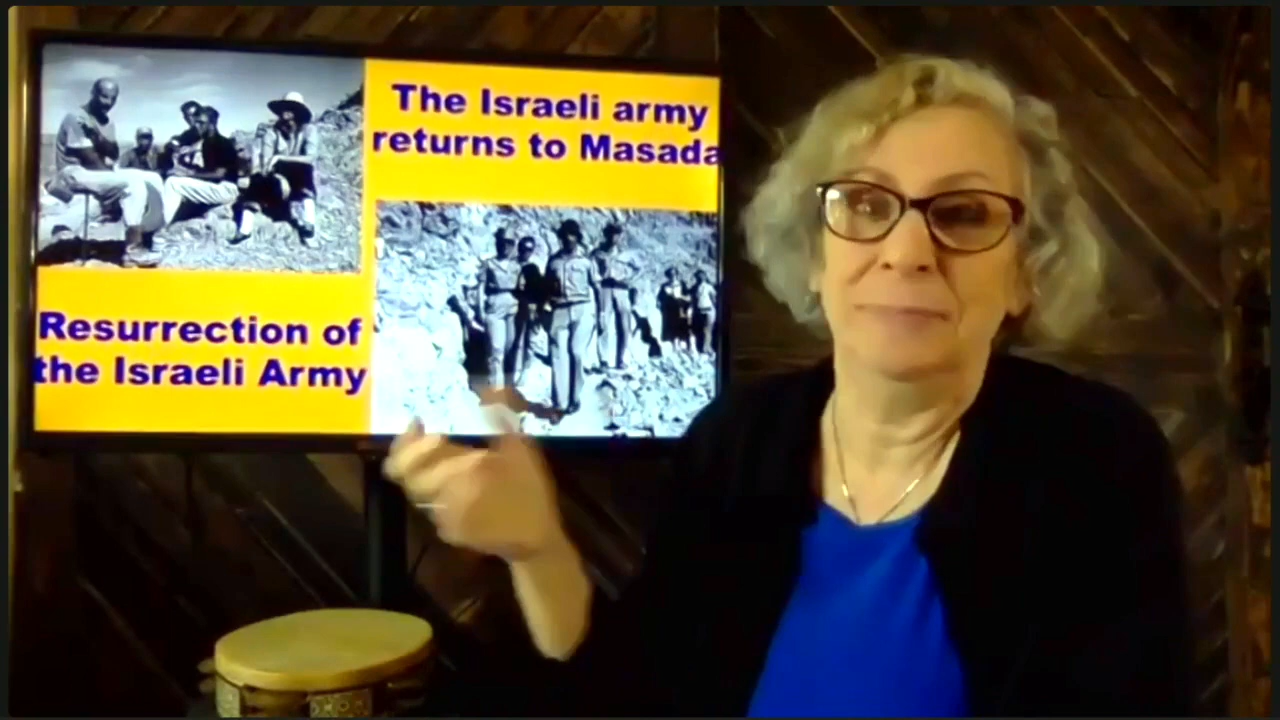 The Israeli army
returns to Masada
Resurrection of
the Israeli Army